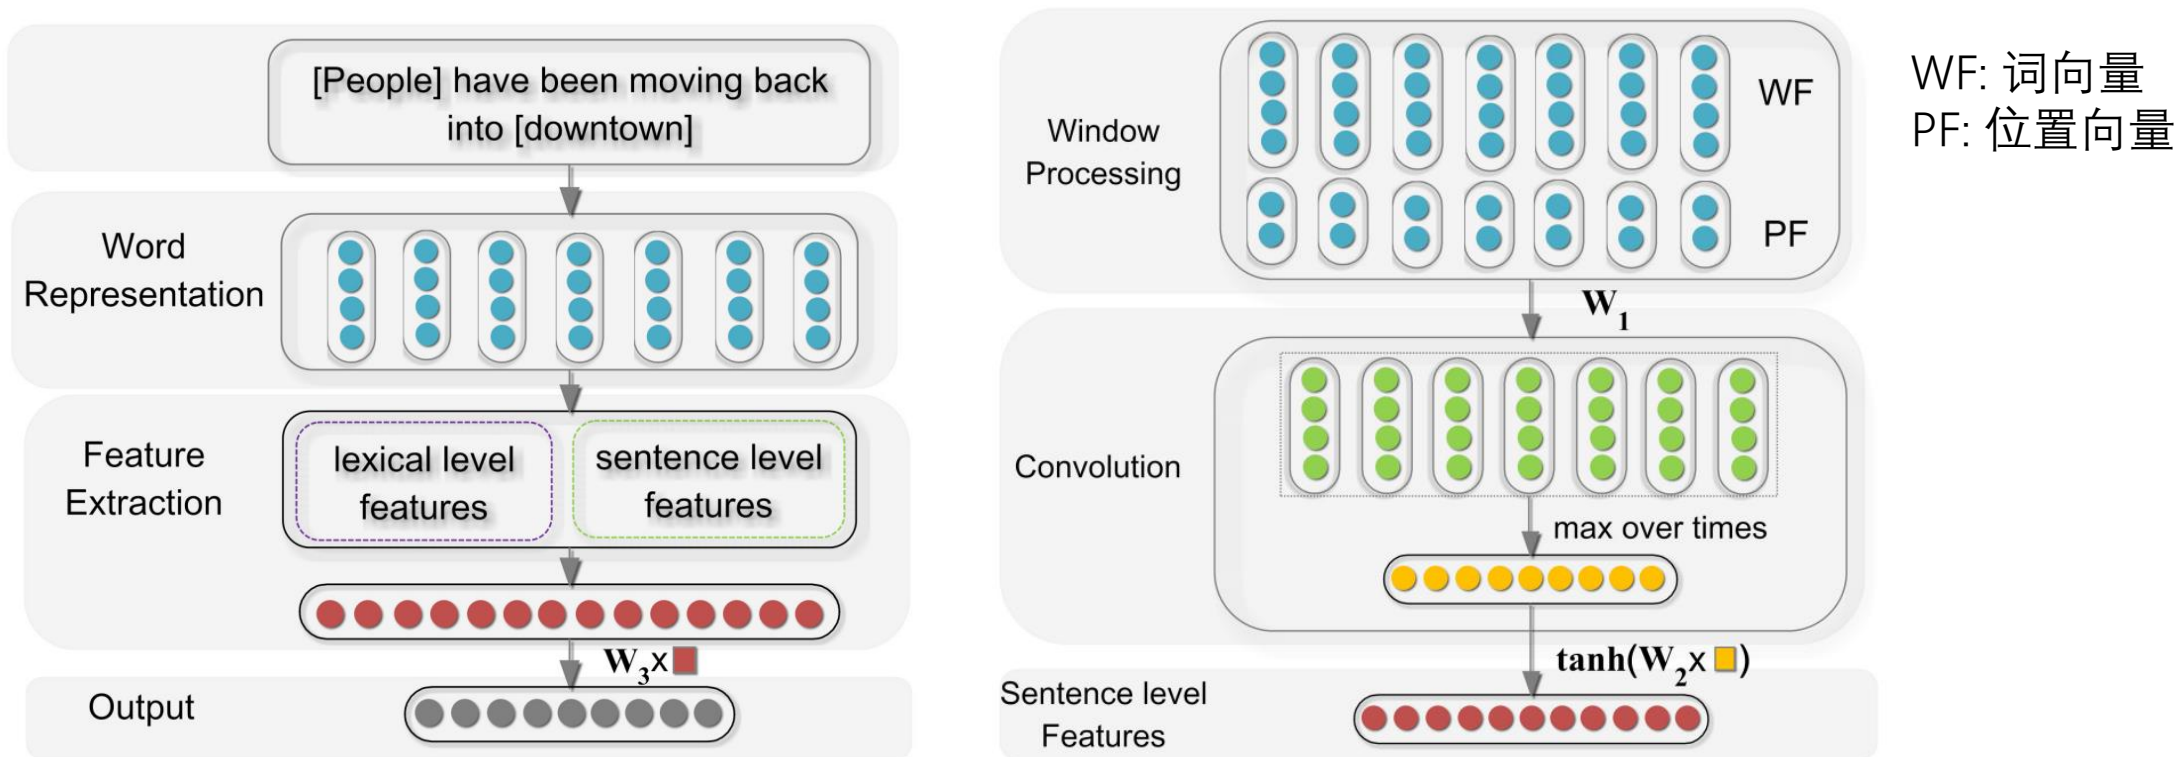 [People] have been moving back
into [downtown]
Word
Representation
Feature
Extraction
lexical level
features
sentence level
features
W3x
Output
Window
Processing
WF
PF
W1
Convolution
max over times
tanh(W2x )
Sentence level
Features
WF: 词向量
PF: 位置向量